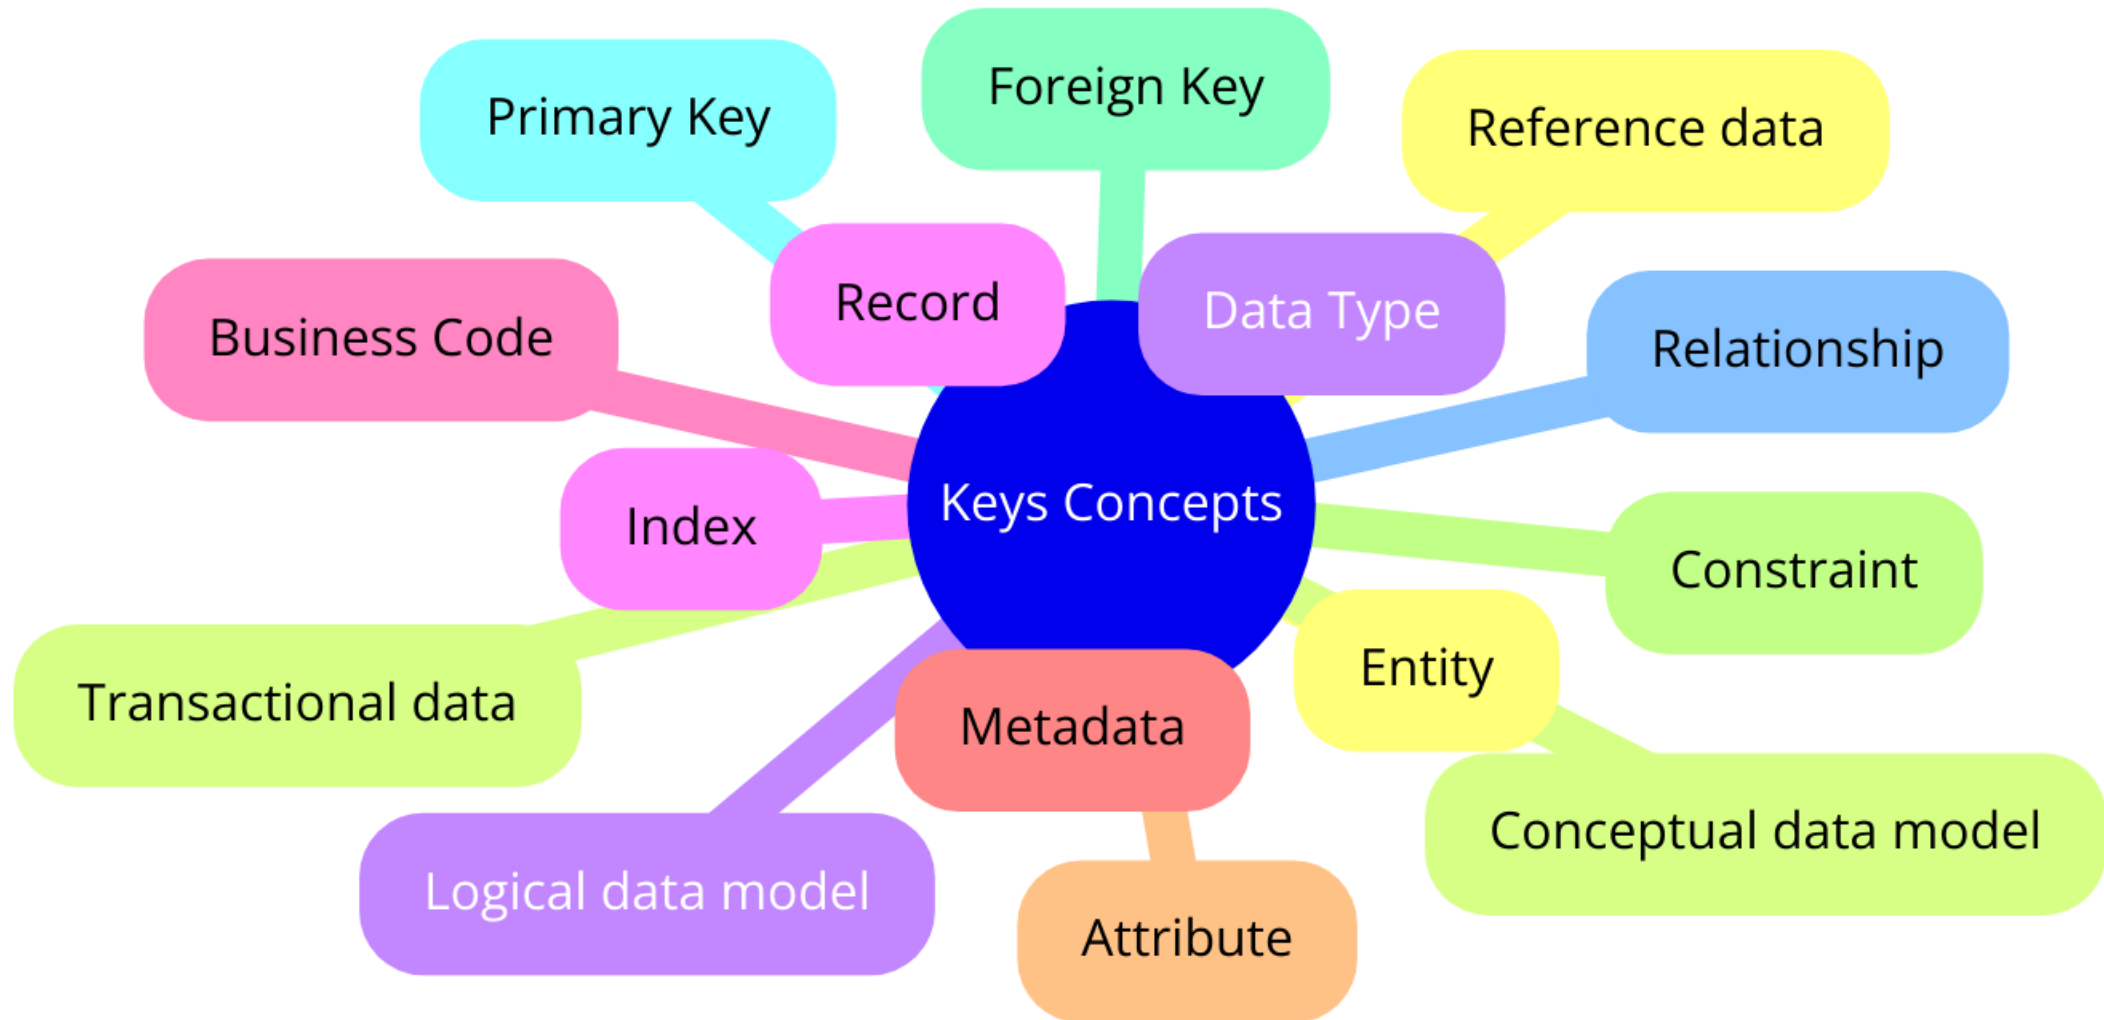 Foreign Key
Primary Key
Reference data
Record
Data Type
Business Code
Relationship
Keys Concepts
Index
Constraint
Entity
Transactional data
Metadata
Conceptual data model
Logical data model
Attribute